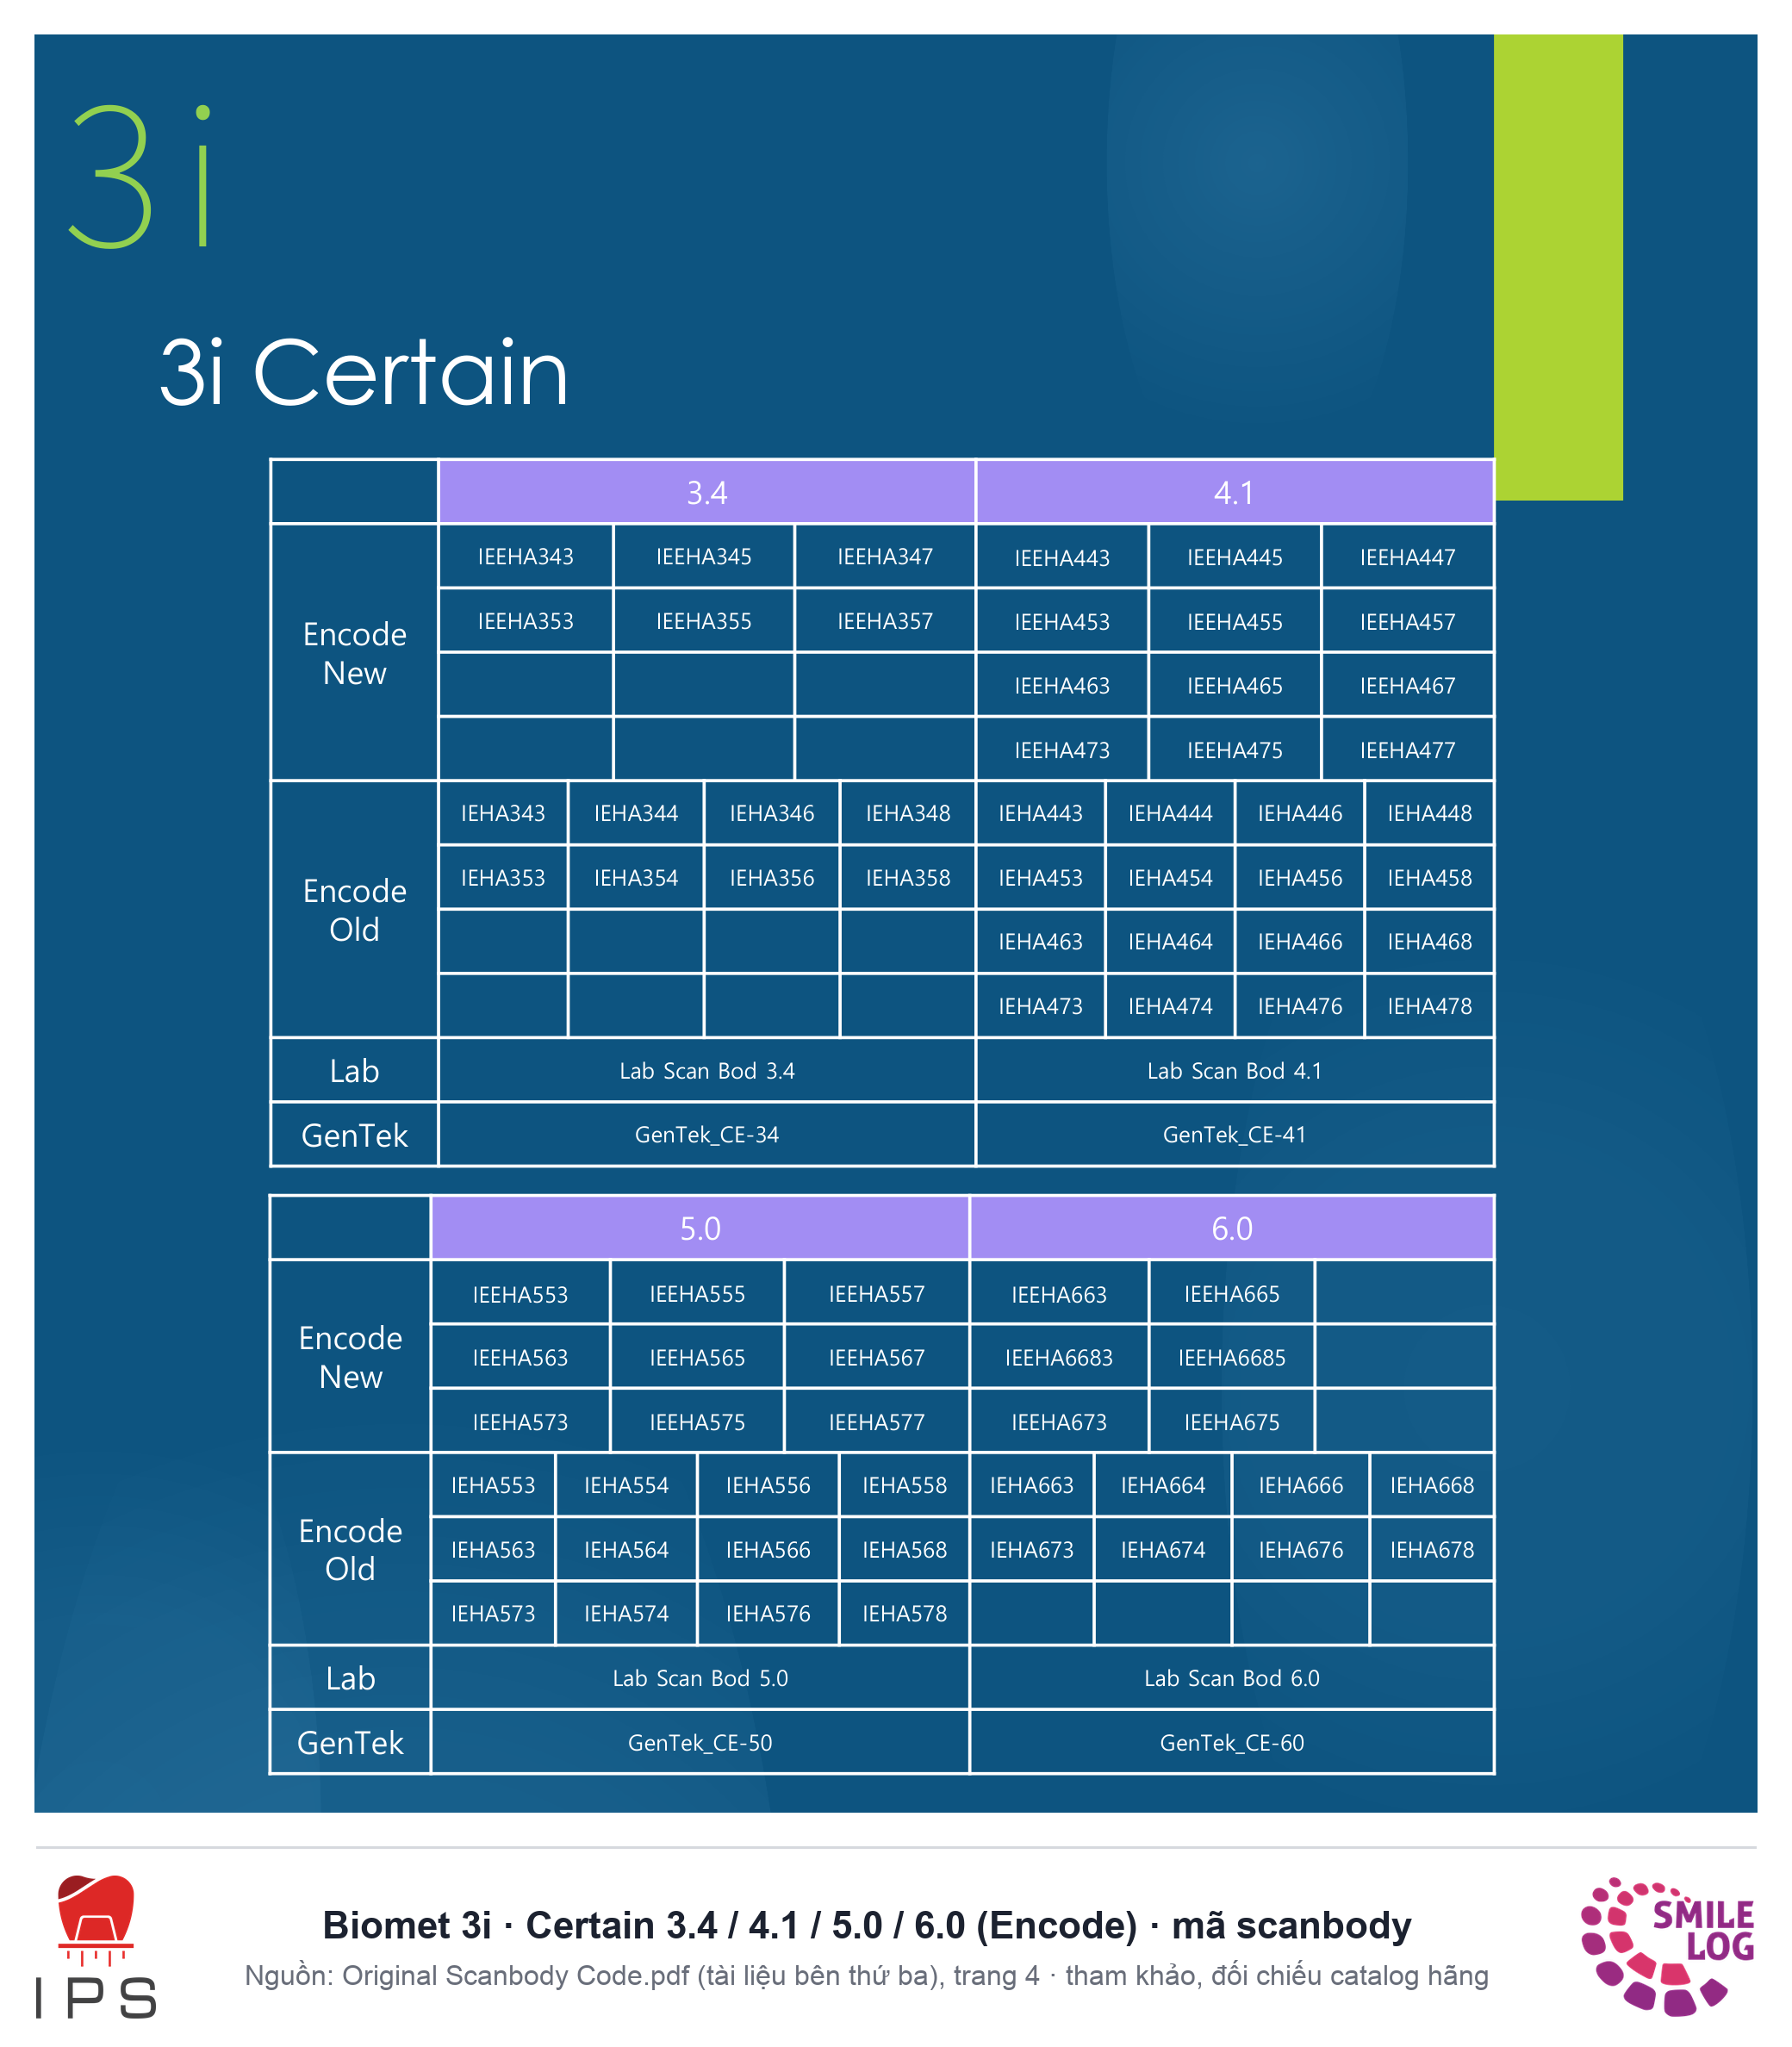 3i
3i Certain
3.4 4.1
Encode New
IEEHA343 IEEHA345 IEEHA347 IEEHA443 IEEHA445 IEEHA447
IEEHA353 IEEHA355 IEEHA357 IEEHA453 IEEHA455 IEEHA457
IEEHA463 IEEHA465 IEEHA467
IEEHA473 IEEHA475 IEEHA477
Encode Old
IEHA343 IEHA344 IEHA346 IEHA348 IEHA443 IEHA444 IEHA446 IEHA448
IEHA353 IEHA354 IEHA356 IEHA358 IEHA453 IEHA454 IEHA456 IEHA458
IEHA463 IEHA464 IEHA466 IEHA468
IEHA473 IEHA474 IEHA476 IEHA478
Lab Lab Scan Bod 3.4 Lab Scan Bod 4.1
GenTek GenTek_CE-34 GenTek_CE-41
5.0 6.0
Encode New
IEEHA553 IEEHA555 IEEHA557 IEEHA663 IEEHA665
IEEHA563 IEEHA565 IEEHA567 IEEHA6683 IEEHA6685
IEEHA573 IEEHA575 IEEHA577 IEEHA673 IEEHA675
Encode Old
IEHA553 IEHA554 IEHA556 IEHA558 IEHA663 IEHA664 IEHA666 IEHA668
IEHA563 IEHA564 IEHA566 IEHA568 IEHA673 IEHA674 IEHA676 IEHA678
IEHA573 IEHA574 IEHA576 IEHA578
Lab Lab Scan Bod 5.0 Lab Scan Bod 6.0
GenTek GenTek_CE-50 GenTek_CE-60
IPS
Biomet 3i · Certain 3.4 / 4.1 / 5.0 / 6.0 (Encode) · mã scanbody
Nguồn: Original Scanbody Code.pdf (tài liệu bên thứ ba), trang 4 · tham khảo, đối chiếu catalog hãng
SMILE
LOG